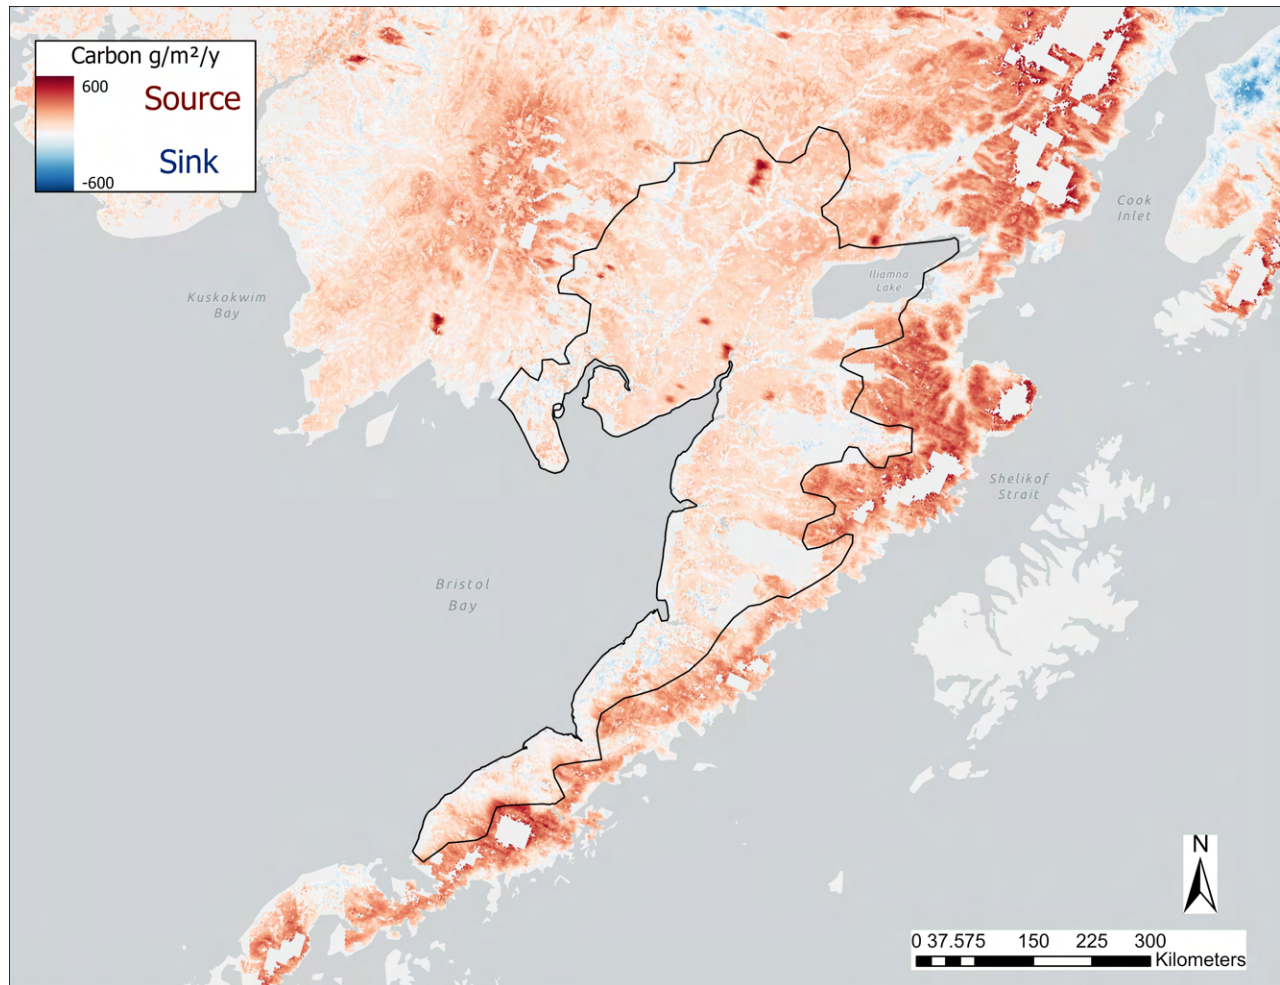 Carbon g/m²/y
600
Source
Sink
-600
Cook
Inlet
Iliamna
Lake
Kuskokwim
Bay
Shelikof
Strait
Bristol
Bay
N
0 37.575 150 225 300
Kilometers